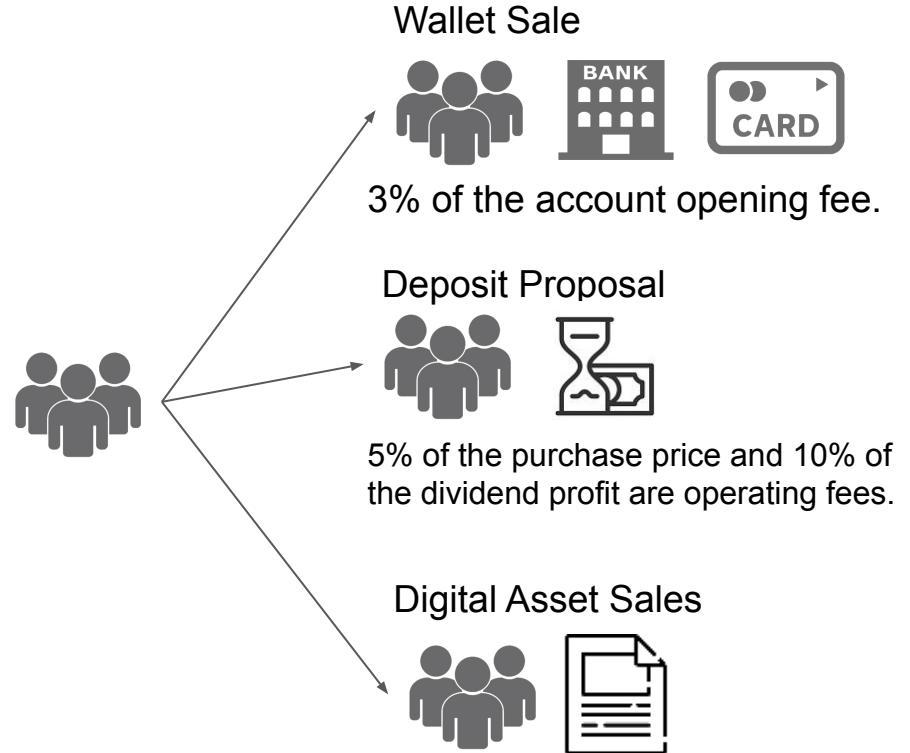 Wallet Sale
BANK
CARD
3% of the account opening fee.
Deposit Proposal
5% of the purchase price and 10% of
the dividend profit are operating fees.
Digital Asset Sales